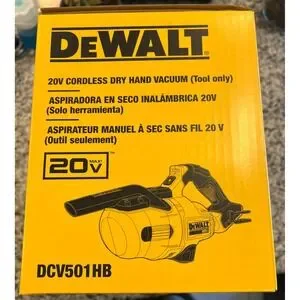 DEWALT
20V CORDLESS DRY HAND VACUUM (Tool only)
ASPIRADORA EN SECO INALÁMBRICA 20V
(Solo herramienta)
ASPIRATEUR MANUEL À SEC SANS FIL 20 V
(Outil seulement)
20V MAX
DEWALT
DCV501HB